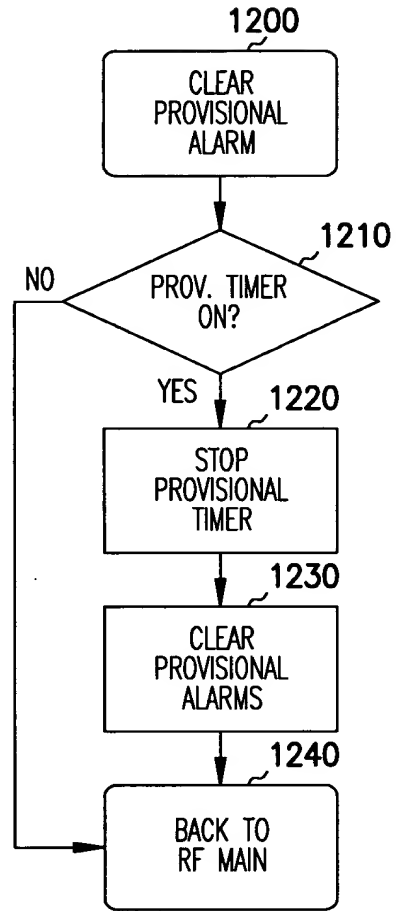 1200
CLEAR
PROVISIONAL
ALARM
1210
NO
PROV. TIMER
ON?
YES
1220
STOP
PROVISIONAL
TIMER
1230
CLEAR
PROVISIONAL
ALARMS
1240
BACK TO
RF MAIN